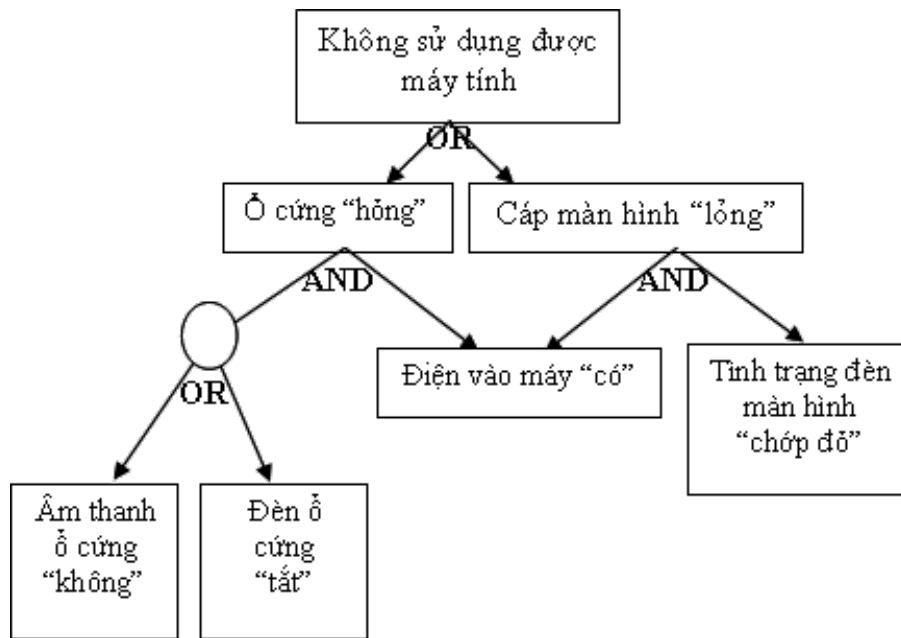 Không sử dụng được
máy tính
OR
Ổ cứng “hỏng”
Cáp màn hình “lỏng”
AND
AND
Điện vào máy “có”
Tình trạng đèn
màn hình
“chớp đỏ”
OR
Âm thanh
ổ cứng
“không”
Đèn ổ
cứng
“tắt”